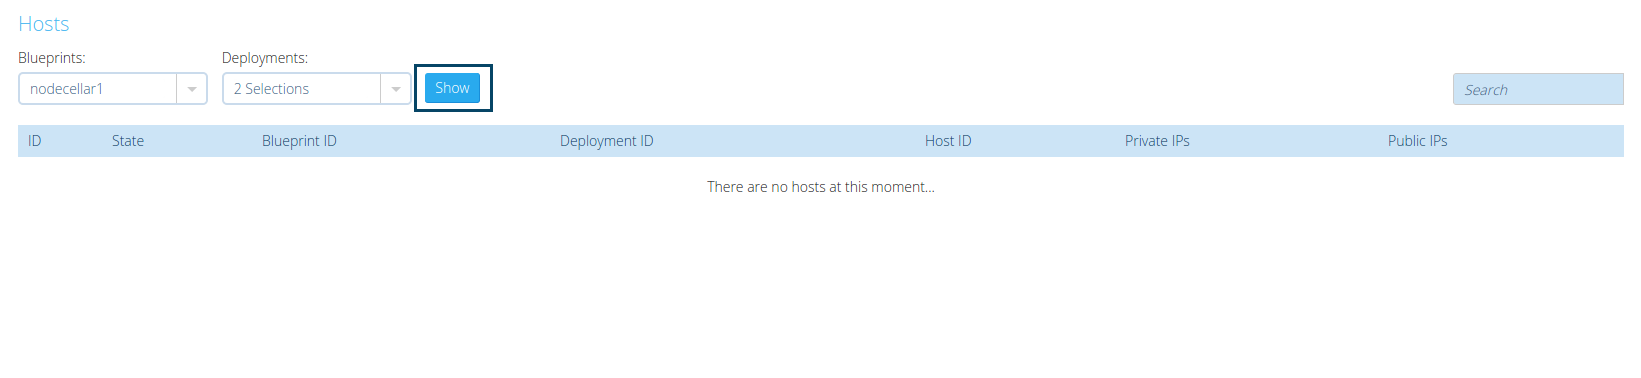 Hosts
Blueprints: Deployments:
nodecellar1 2 Selections Show Search
ID State Blueprint ID Deployment ID Host ID Private IPs Public IPs
There are no hosts at this moment...